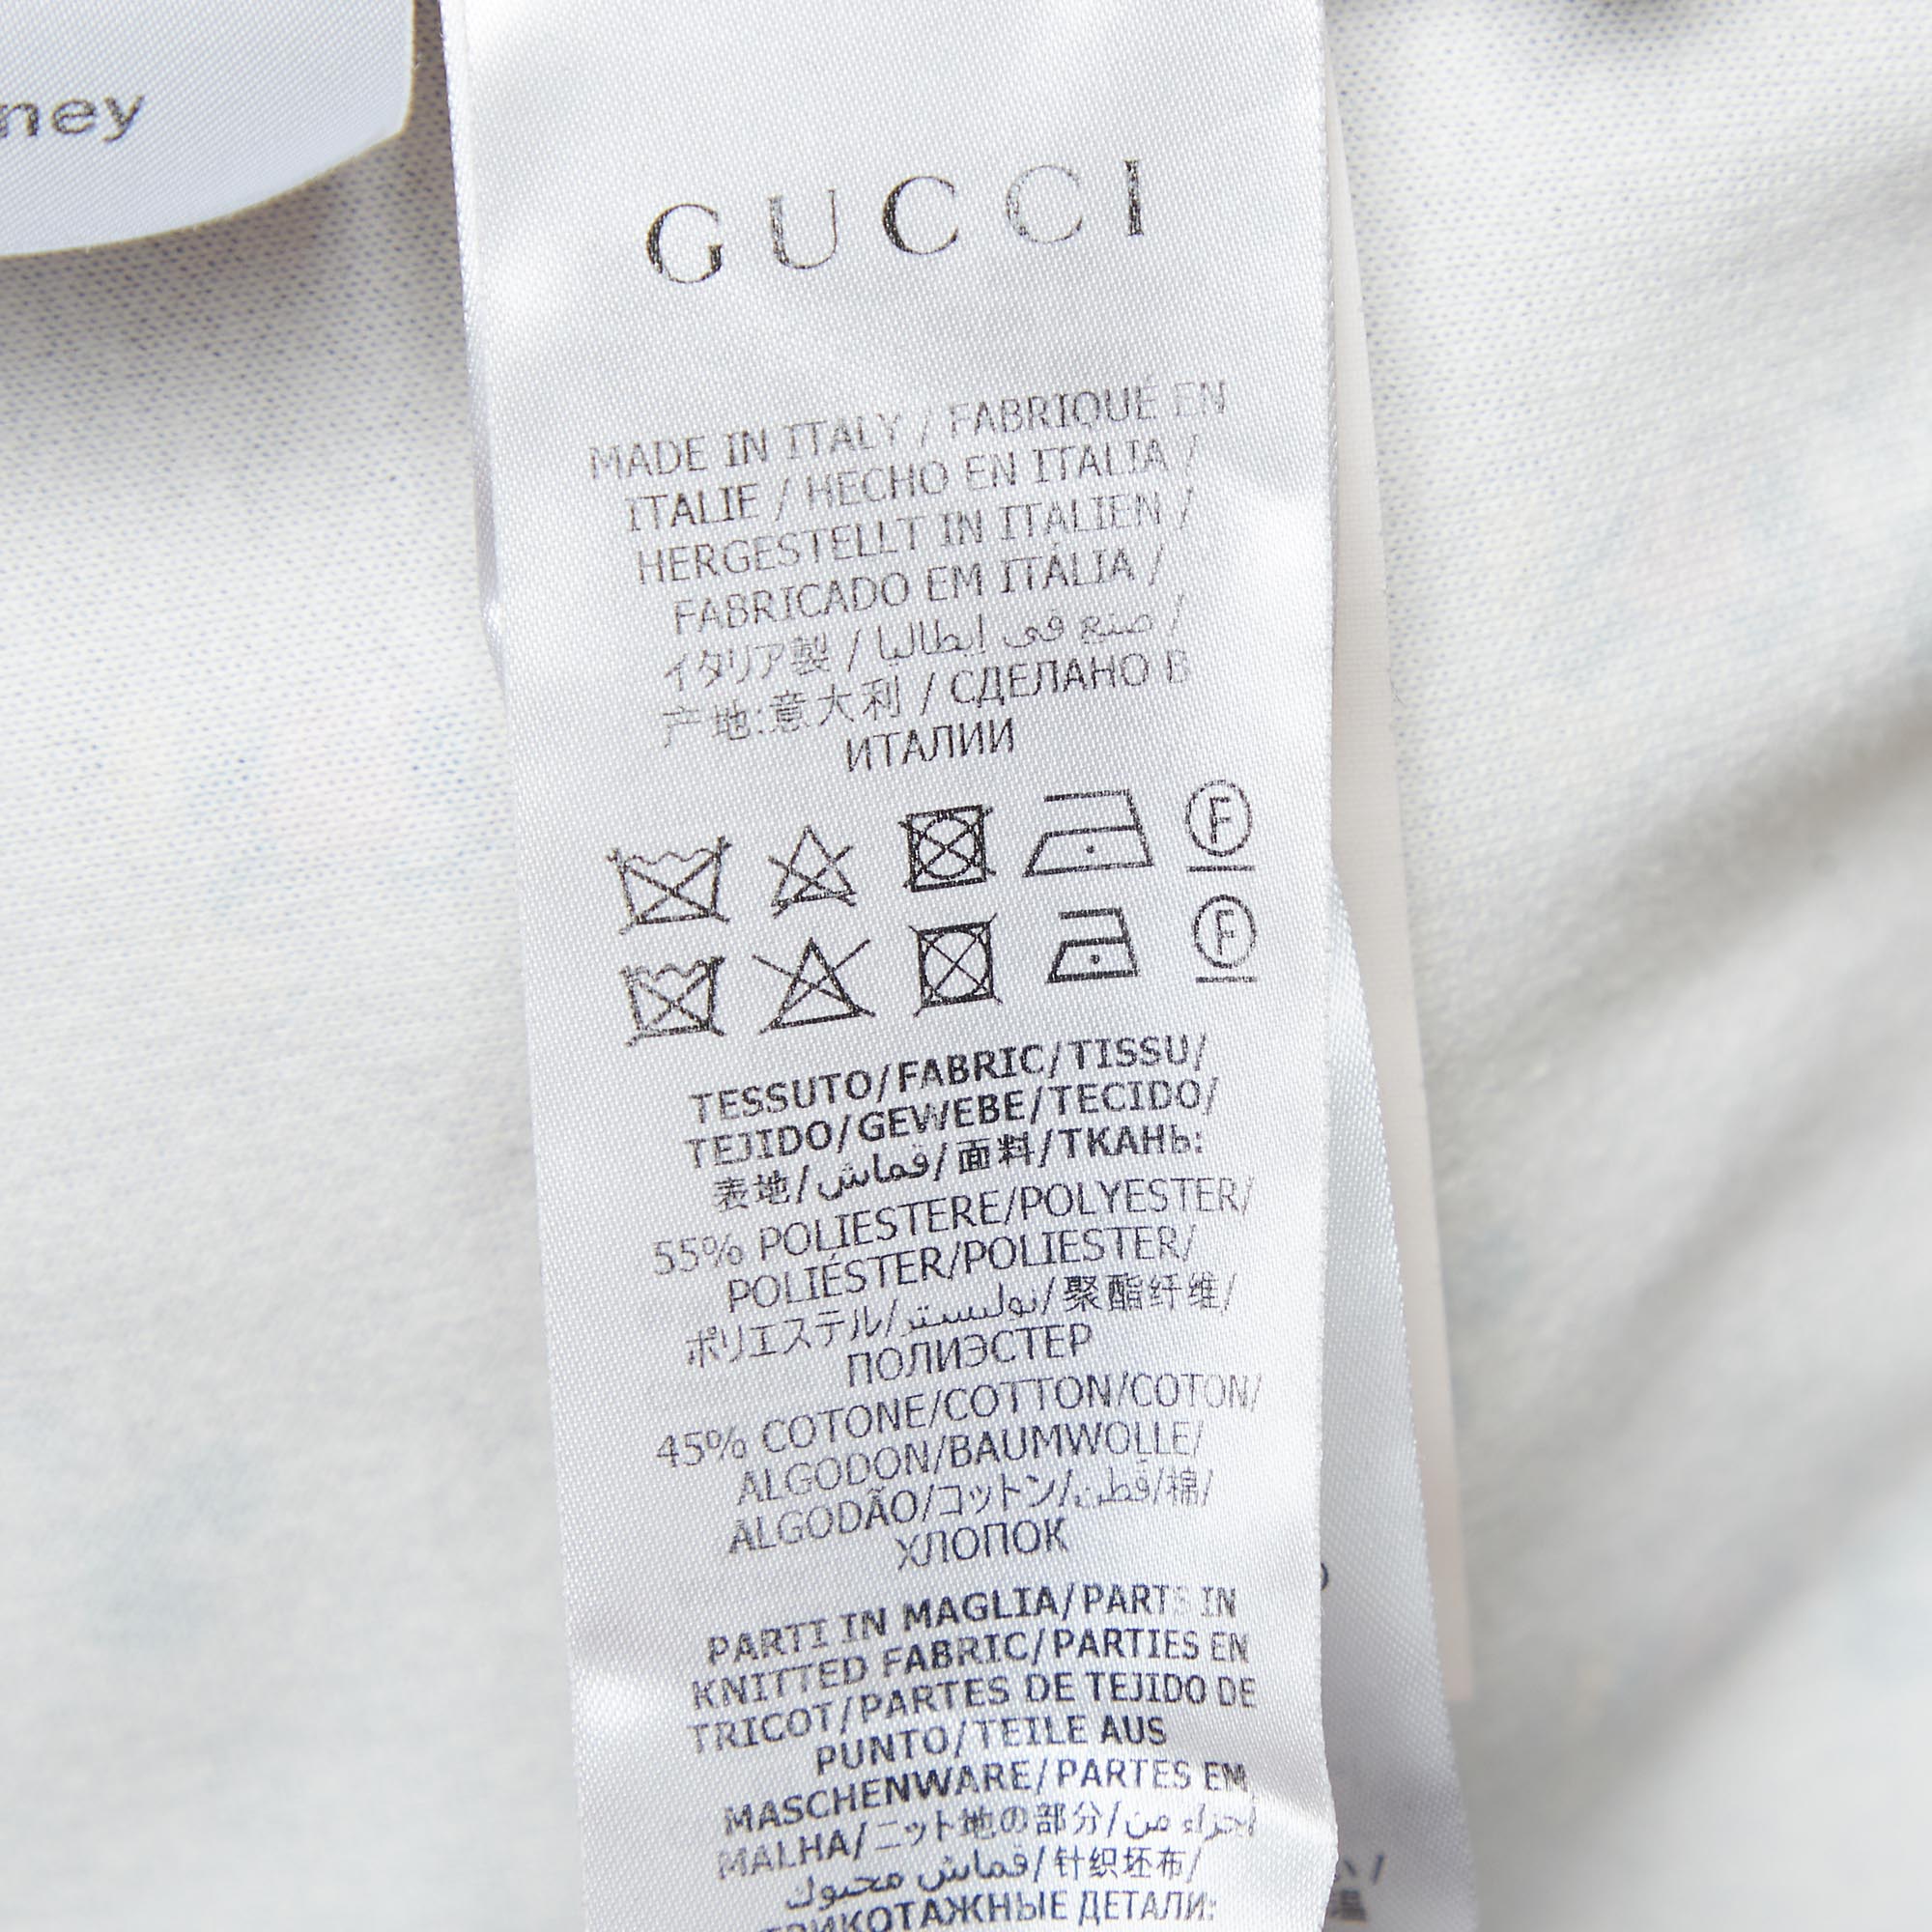 ney
GUCCI
MADE IN ITALY / FABRIQUÉ EN
ITALIE / HECHO EN ITALIA /
HERGESTELLT IN ITALIEN /
FABRICADO EM ITÁLIA /
イタリア製 / صنع في إيطاليا /
产地:意大利 / СДЕЛАНО В
ИТАЛИИ
F
F
TESSUTO/FABRIC/TISSU/
TEJIDO/GEWEBE/TECIDO/
表地/قماش/面料/ТКАНЬ:
55% POLIESTERE/POLYESTER/
POLIÉSTER/POLIESTER/
ポリエステル/بوليستر/聚酯纤维/
ПОЛИЭСТЕР
45% COTONE/COTTON/COTON/
ALGODON/BAUMWOLLE/
ALGODÃO/コットン/قطن/棉/
ХЛОПОК
PARTI IN MAGLIA/PARTS IN
KNITTED FABRIC/PARTIES EN
TRICOT/PARTES DE TEJIDO DE
PUNTO/TEILE AUS
MASCHENWARE/PARTES EM
MALHA/ニット地の部分/أجزاء من
قماش محبوك/针织坯布/
ТРИКОТАЖНЫЕ ДЕТАЛИ: